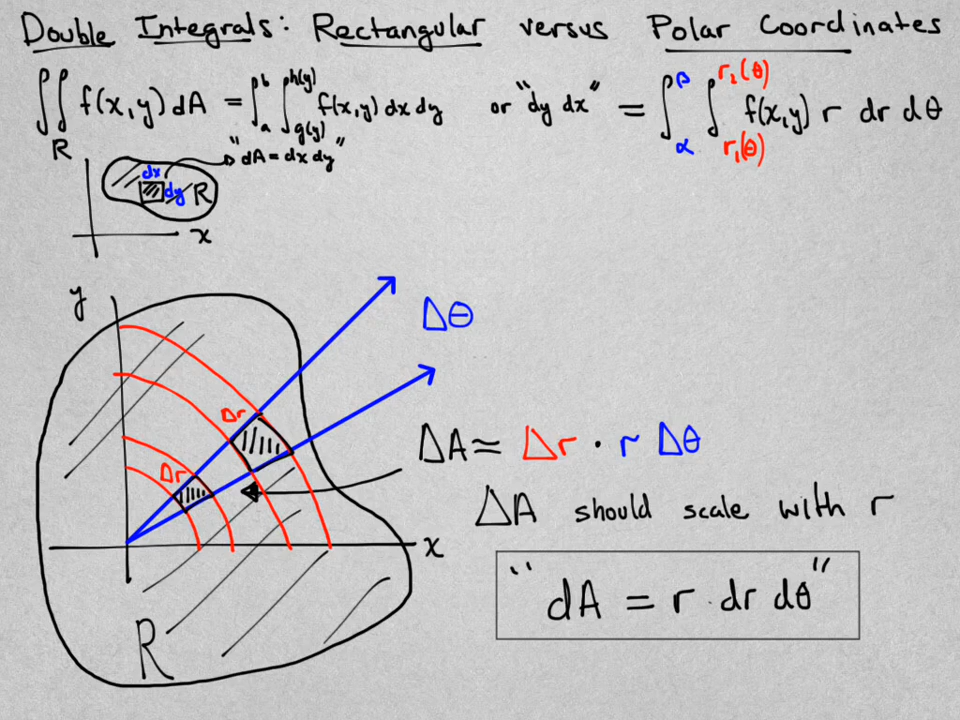 Double Integrals: Rectangular versus Polar Coordinates
∬_R f(x,y) dA = ∫_a^b ∫_{g(y)}^{h(y)} f(x,y) dx dy or "dy dx" = ∫_α^β ∫_{r₁(θ)}^{r₂(θ)} f(x,y) r dr dθ
"dA = dx dy"
dx
dy R
x
y
Δθ
Δr
Δr
ΔA ≈ Δr · r Δθ
ΔA should scale with r
x
"dA = r dr dθ"
R